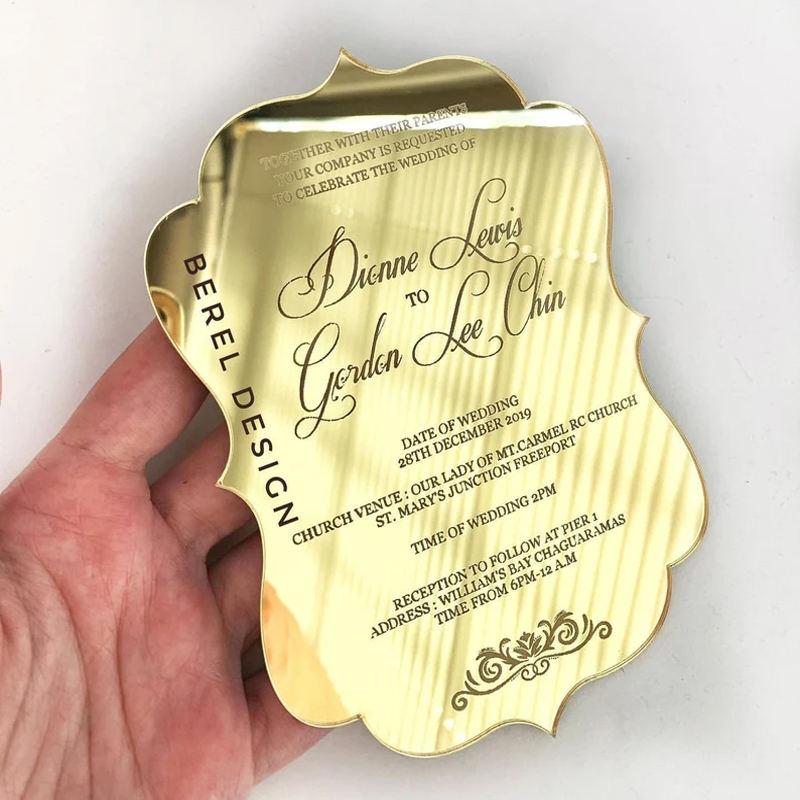 TOGETHER WITH THEIR PARENTS
YOUR COMPANY IS REQUESTED
TO CELEBRATE THE WEDDING OF
Dionne Lewis
TO
Gordon Lee Chin
DATE OF WEDDING
28TH DECEMBER 2019
CHURCH VENUE : OUR LADY OF MT.CARMEL RC CHURCH
ST. MARY'S JUNCTION FREEPORT
TIME OF WEDDING 2PM
RECEPTION TO FOLLOW AT PIER 1
ADDRESS : WILLIAM'S BAY CHAGUARAMAS
TIME FROM 6PM-12 A.M
BEREL DESIGN